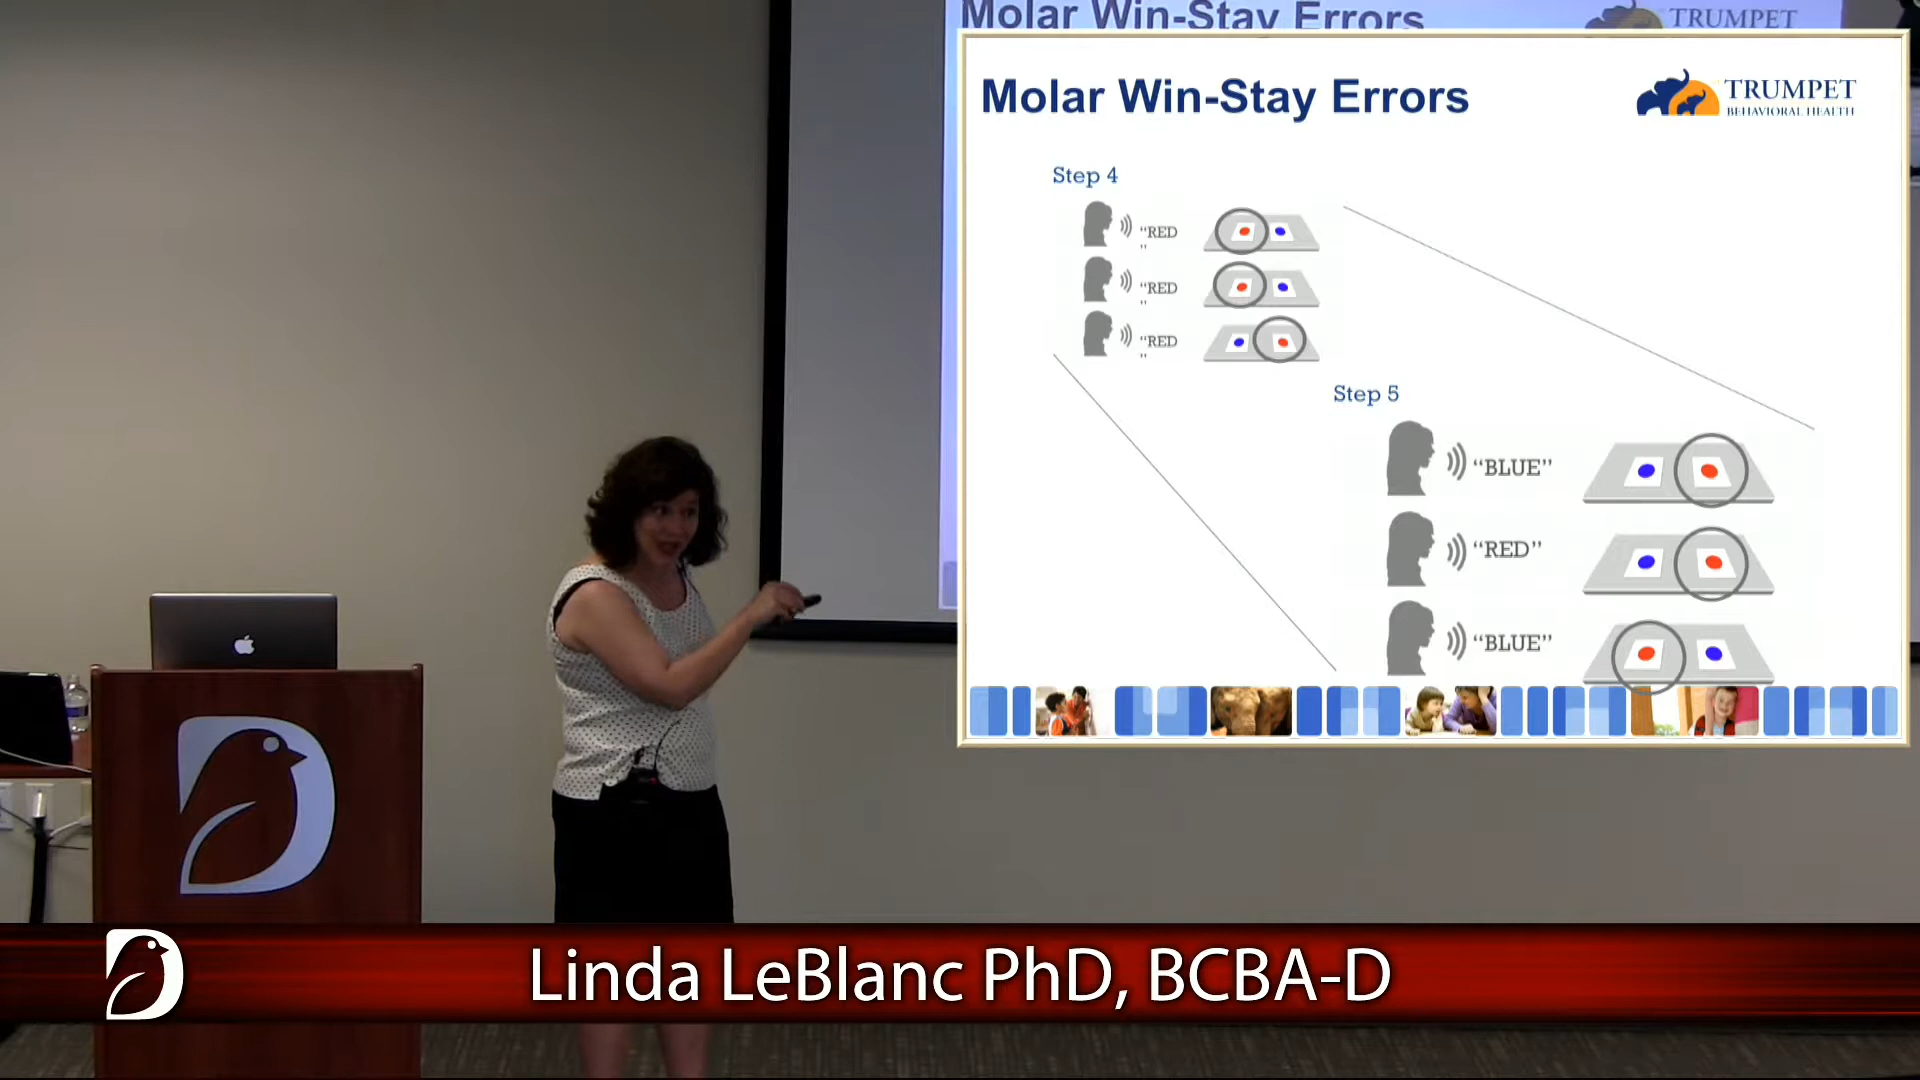 Molar Win-Stay Errors
TRUMPET
Molar Win-Stay Errors
TRUMPET
BEHAVIORAL HEALTH
Step 4
“RED
”
“RED
”
“RED
”
Step 5
“BLUE”
“RED”
“BLUE”
Linda LeBlanc PhD, BCBA-D